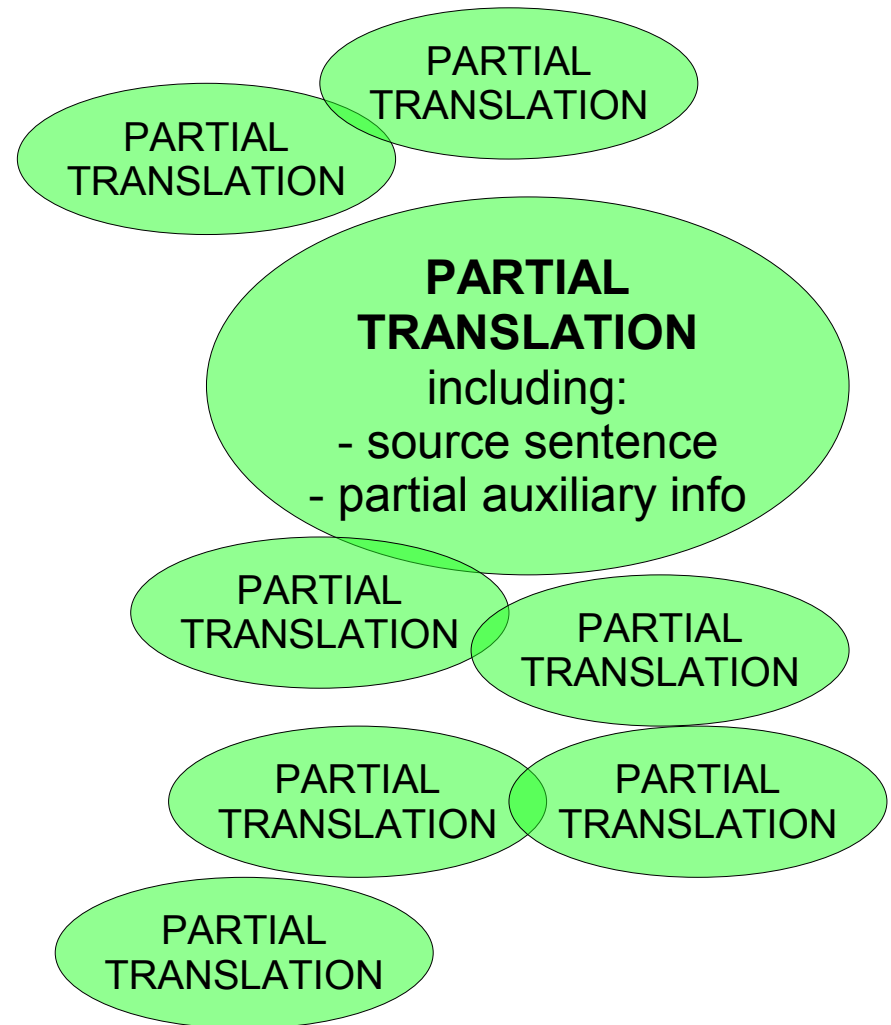 PARTIAL
TRANSLATION
PARTIAL
TRANSLATION
PARTIAL
TRANSLATION
including:
- source sentence
- partial auxiliary info
PARTIAL
TRANSLATION
PARTIAL
TRANSLATION
PARTIAL
TRANSLATION
PARTIAL
TRANSLATION
PARTIAL
TRANSLATION